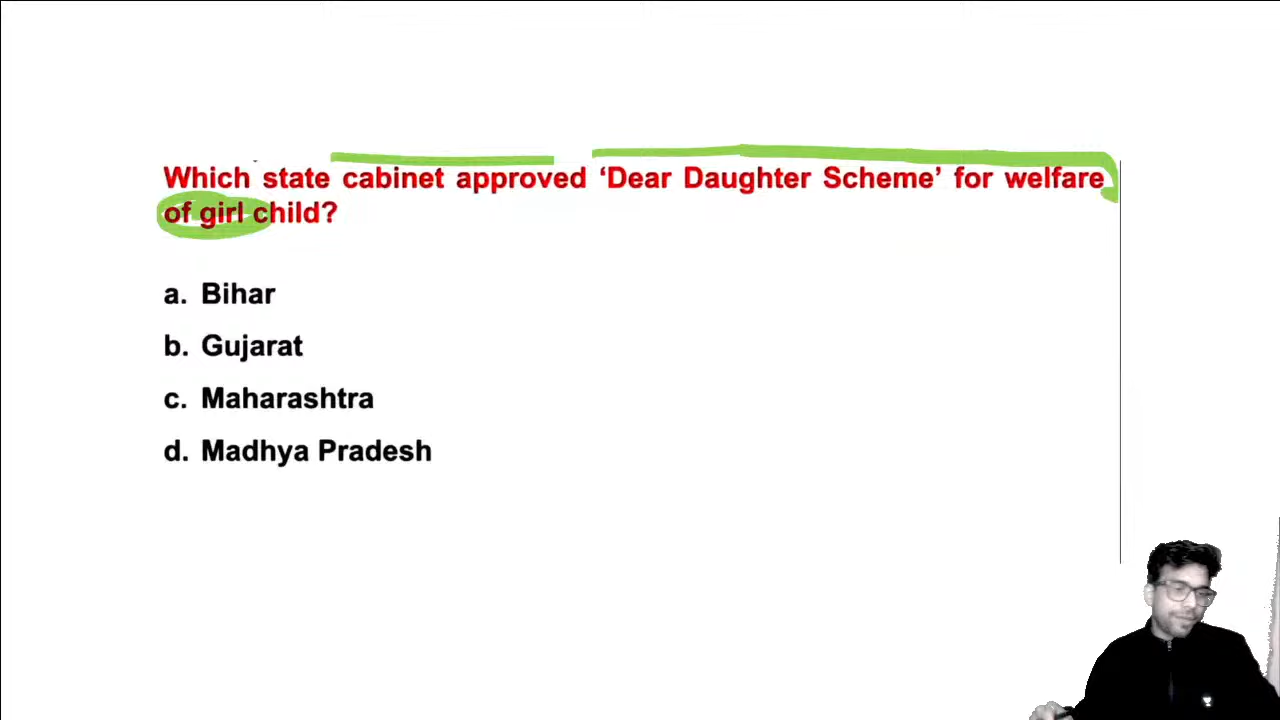 Which state cabinet approved ‘Dear Daughter Scheme’ for welfare
of girl child?
a. Bihar
b. Gujarat
c. Maharashtra
d. Madhya Pradesh